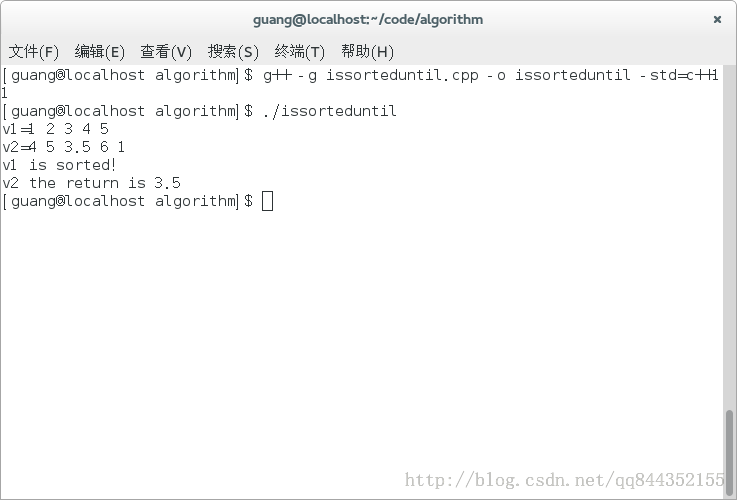 guang@localhost:~/code/algorithm
文件(F) 编辑(E) 查看(V) 搜索(S) 终端(T) 帮助(H)
[guang@localhost algorithm]$ g++ -g issorteduntil.cpp -o issorteduntil -std=c++1
1
[guang@localhost algorithm]$ ./issorteduntil
v1=1 2 3 4 5
v2=4 5 3.5 6 1
v1 is sorted!
v2 the return is 3.5
[guang@localhost algorithm]$
http://blog.csdn.net/qq844352155